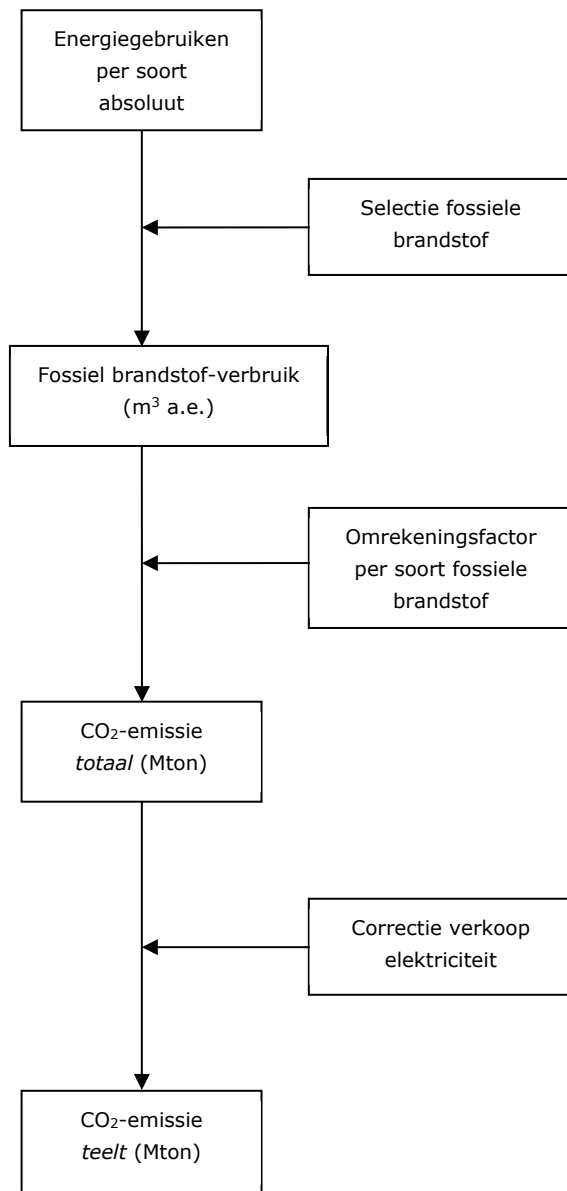 Energiegebruiken
per soort
absoluut
Selectie fossiele
brandstof
Fossiel brandstof-verbruik
(m³ a.e.)
Omrekeningsfactor
per soort fossiele
brandstof
CO₂-emissie
totaal (Mton)
Correctie verkoop
elektriciteit
CO₂-emissie
teelt (Mton)